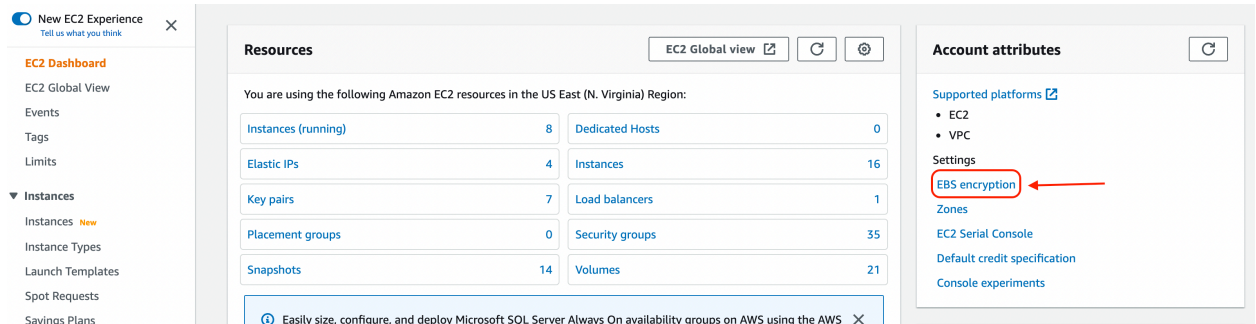 New EC2 Experience
Tell us what you think
EC2 Dashboard
EC2 Global View
Events
Tags
Limits
Instances
Instances New
Instance Types
Launch Templates
Spot Requests
Savings Plans
Resources
EC2 Global view
You are using the following Amazon EC2 resources in the US East (N. Virginia) Region:
Instances (running) 8
Dedicated Hosts 0
Elastic IPs 4
Instances 16
Key pairs 7
Load balancers 1
Placement groups 0
Security groups 35
Snapshots 14
Volumes 21
Easily size, configure, and deploy Microsoft SQL Server Always On availability groups on AWS using the AWS
Account attributes
Supported platforms
EC2
VPC
Settings
EBS encryption
Zones
EC2 Serial Console
Default credit specification
Console experiments